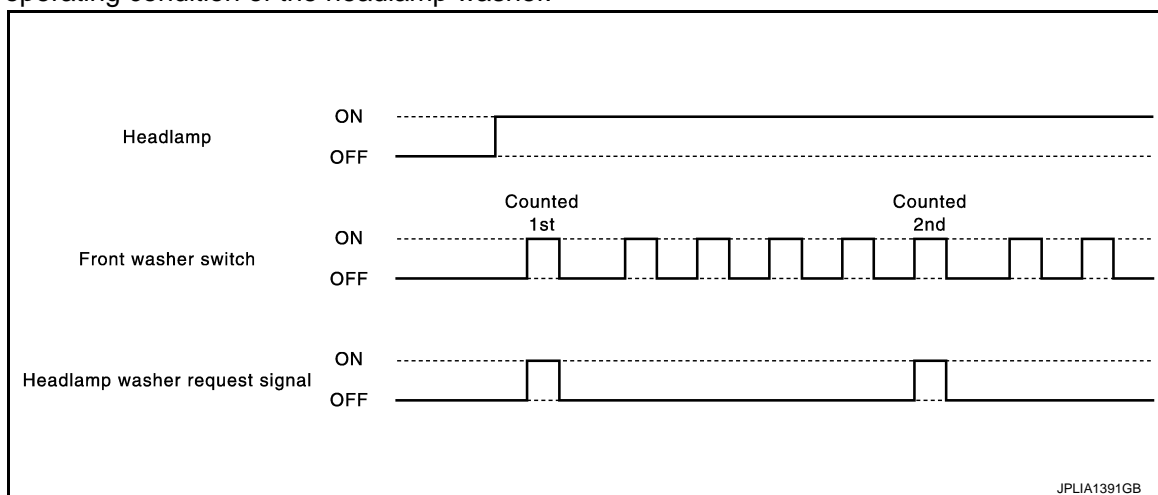 operating condition of the headlamp washer.
Headlamp
ON
OFF
Counted
1st
Counted
2nd
Front washer switch
ON
OFF
Headlamp washer request signal
ON
OFF
JPLIA1391GB